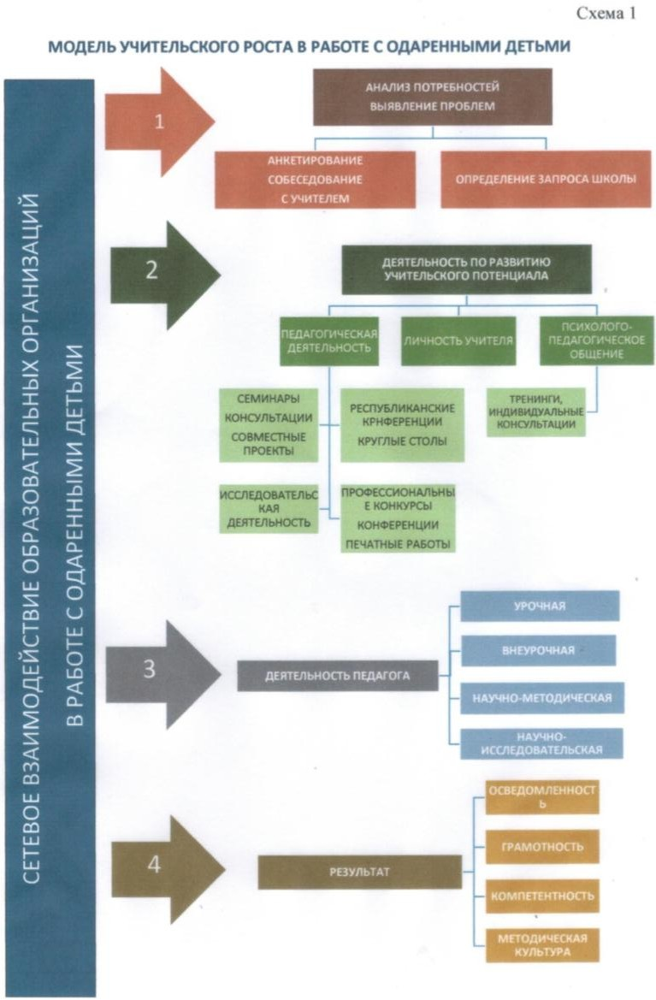 Схема 1
МОДЕЛЬ УЧИТЕЛЬСКОГО РОСТА В РАБОТЕ С ОДАРЕННЫМИ ДЕТЬМИ
СЕТЕВОЕ ВЗАИМОДЕЙСТВИЕ ОБРАЗОВАТЕЛЬНЫХ ОРГАНИЗАЦИЙ
В РАБОТЕ С ОДАРЕННЫМИ ДЕТЬМИ
1
АНАЛИЗ ПОТРЕБНОСТЕЙ
ВЫЯВЛЕНИЕ ПРОБЛЕМ
АНКЕТИРОВАНИЕ
СОБЕСЕДОВАНИЕ
С УЧИТЕЛЕМ
ОПРЕДЕЛЕНИЕ ЗАПРОСА ШКОЛЫ
2
ДЕЯТЕЛЬНОСТЬ ПО РАЗВИТИЮ
УЧИТЕЛЬСКОГО ПОТЕНЦИАЛА
ПЕДАГОГИЧЕСКАЯ
ДЕЯТЕЛЬНОСТЬ
ЛИЧНОСТЬ УЧИТЕЛЯ
ПСИХОЛОГО-
ПЕДАГОГИЧЕСКОЕ
ОБЩЕНИЕ
СЕМИНАРЫ
КОНСУЛЬТАЦИИ
СОВМЕСТНЫЕ
ПРОЕКТЫ
РЕСПУБЛИКАНСКИЕ
КРНФЕРЕНЦИИ
КРУГЛЫЕ СТОЛЫ
ТРЕНИНГИ,
ИНДИВИДУАЛЬНЫЕ
КОНСУЛЬТАЦИИ
ИССЛЕДОВАТЕЛЬС
КАЯ
ДЕЯТЕЛЬНОСТЬ
ПРОФЕССИОНАЛЬНЫ
Е КОНКУРСЫ
КОНФЕРЕНЦИИ
ПЕЧАТНЫЕ РАБОТЫ
3
ДЕЯТЕЛЬНОСТЬ ПЕДАГОГА
УРОЧНАЯ
ВНЕУРОЧНАЯ
НАУЧНО-МЕТОДИЧЕСКАЯ
НАУЧНО-
ИССЛЕДОВАТЕЛЬСКАЯ
4
РЕЗУЛЬТАТ
ОСВЕДОМЛЕННОСТ
Ь
ГРАМОТНОСТЬ
КОМПЕТЕНТНОСТЬ
МЕТОДИЧЕСКАЯ
КУЛЬТУРА